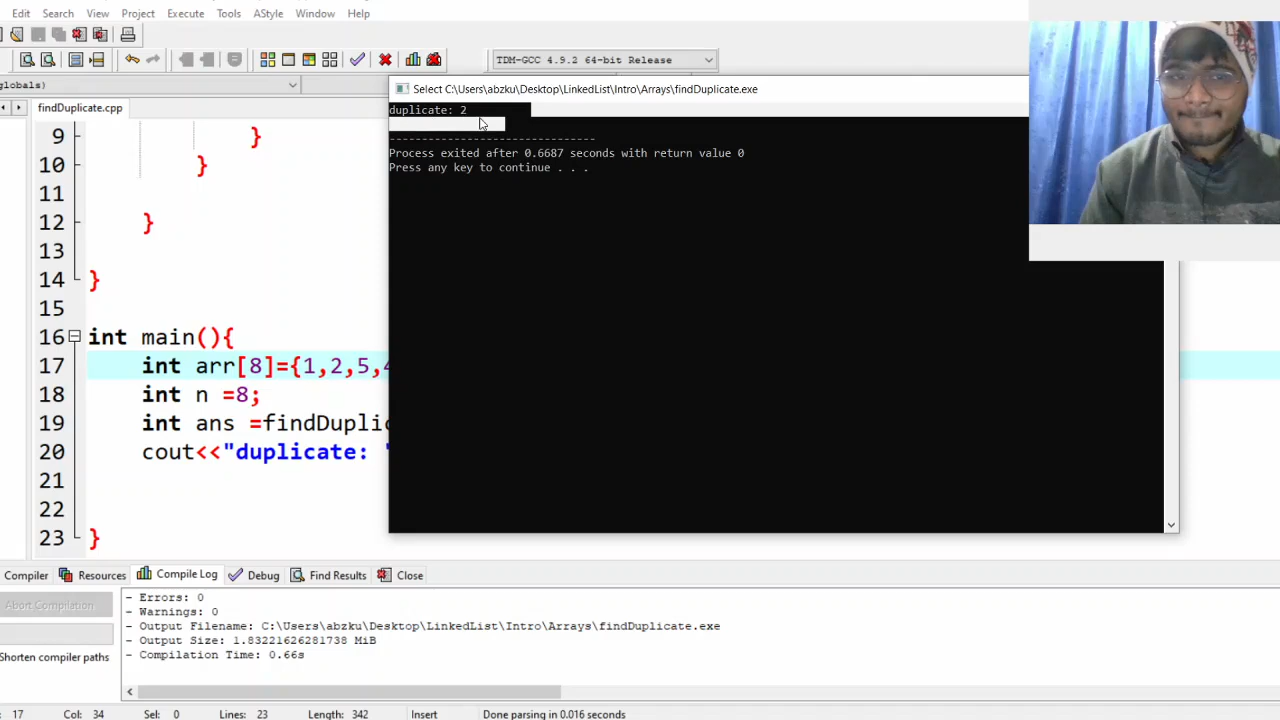 Edit Search View Project Execute Tools AStyle Window Help
TDM-GCC 4.9.2 64-bit Release
globals)
findDuplicate.cpp
9 }
10 }
11
12 }
13
14 }
15
16 int main(){
17 int arr[8]={1,2,5,4
18 int n =8;
19 int ans =findDuplic
20 cout<<"duplicate: "
21
22
23 }
Select C:\Users\abzku\Desktop\LinkedList\Intro\Arrays\findDuplicate.exe
duplicate: 2
--------------------------------
Process exited after 0.6687 seconds with return value 0
Press any key to continue . . .
Compiler Resources Compile Log Debug Find Results Close
Abort Compilation
Shorten compiler paths
- Errors: 0
- Warnings: 0
- Output Filename: C:\Users\abzku\Desktop\LinkedList\Intro\Arrays\findDuplicate.exe
- Output Size: 1.83221626281738 MiB
- Compilation Time: 0.66s
17 Col: 34 Sel: 0 Lines: 23 Length: 342 Insert Done parsing in 0.016 seconds